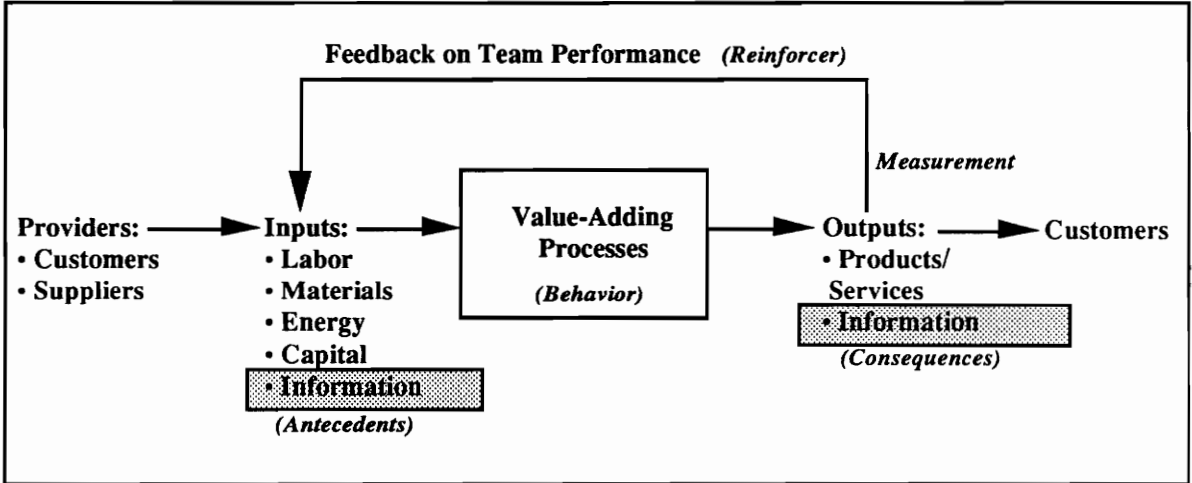 Feedback on Team Performance (Reinforcer)
Measurement
Providers:
• Customers
• Suppliers
Inputs:
• Labor
• Materials
• Energy
• Capital
• Information
(Antecedents)
Value-Adding
Processes
(Behavior)
Outputs:
• Products/
Services
• Information
(Consequences)
Customers